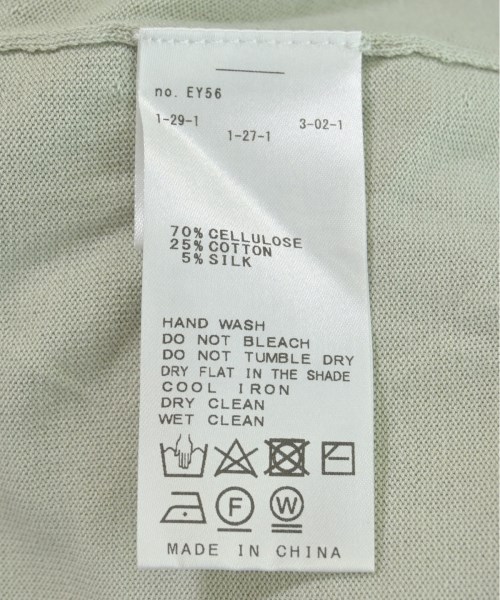 no. EY56
1-29-1
1-27-1
3-02-1
70% CELLULOSE
25% COTTON
5% SILK
HAND WASH
DO NOT BLEACH
DO NOT TUMBLE DRY
DRY FLAT IN THE SHADE
COOL IRON
DRY CLEAN
WET CLEAN
F W
MADE IN CHINA